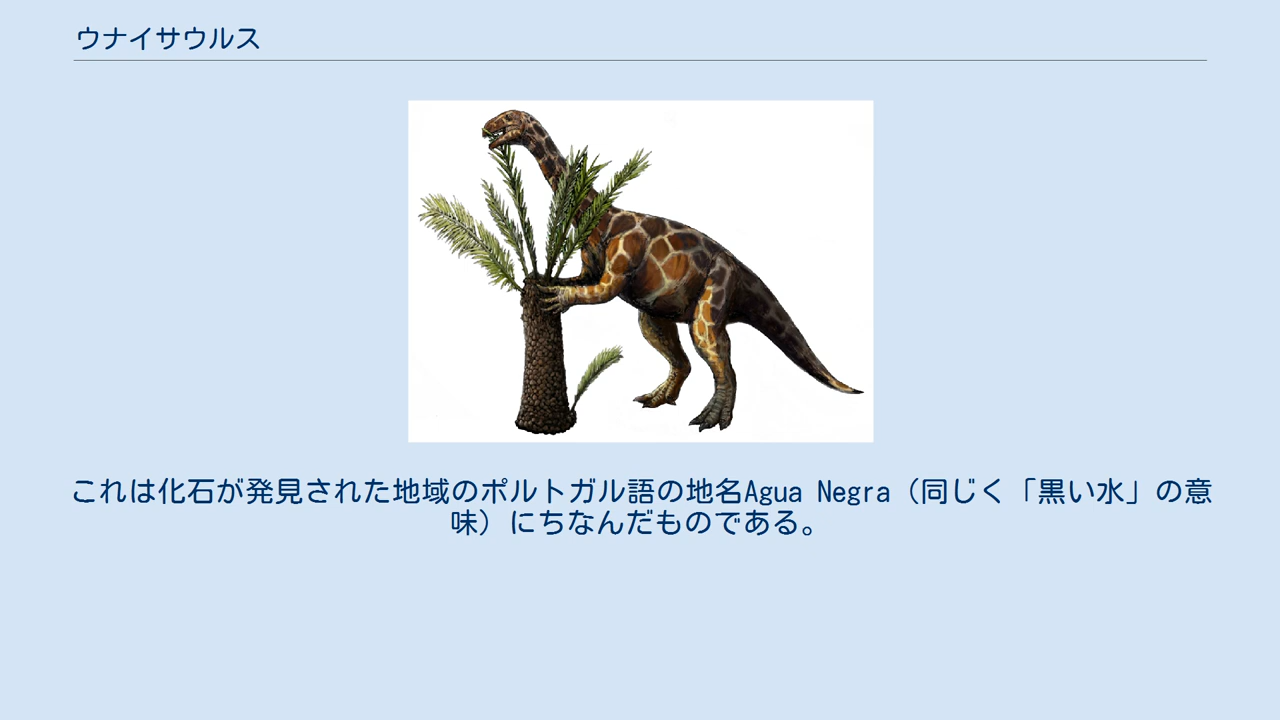 ウナイサウルス
これは化石が発見された地域のポルトガル語の地名Agua Negra（同じく「黒い水」の意
味）にちなんだものである。